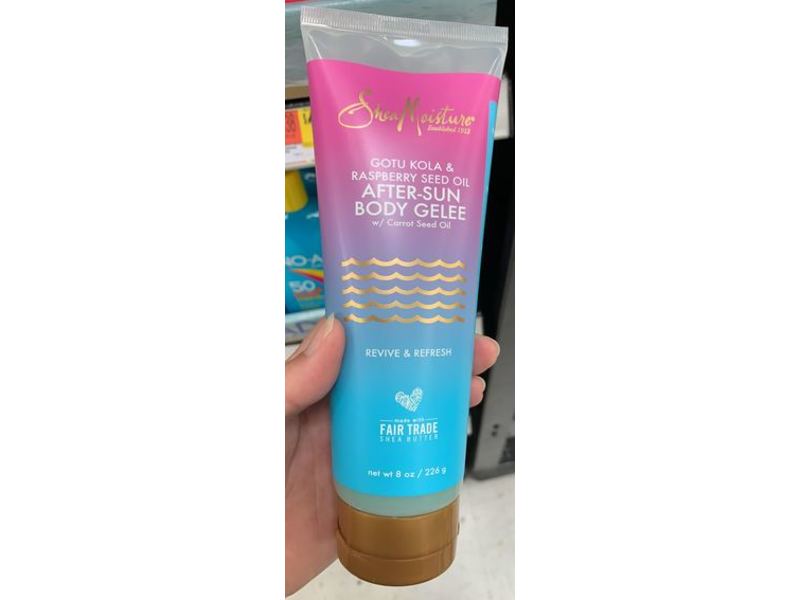 SheaMoisture®
Established 1912
GOTU KOLA &
RASPBERRY SEED OIL
AFTER-SUN
BODY GELEE
w/ Carrot Seed Oil
REVIVE & REFRESH
made with
FAIR TRADE
SHEA BUTTER
net wt 8 oz / 226 g
50